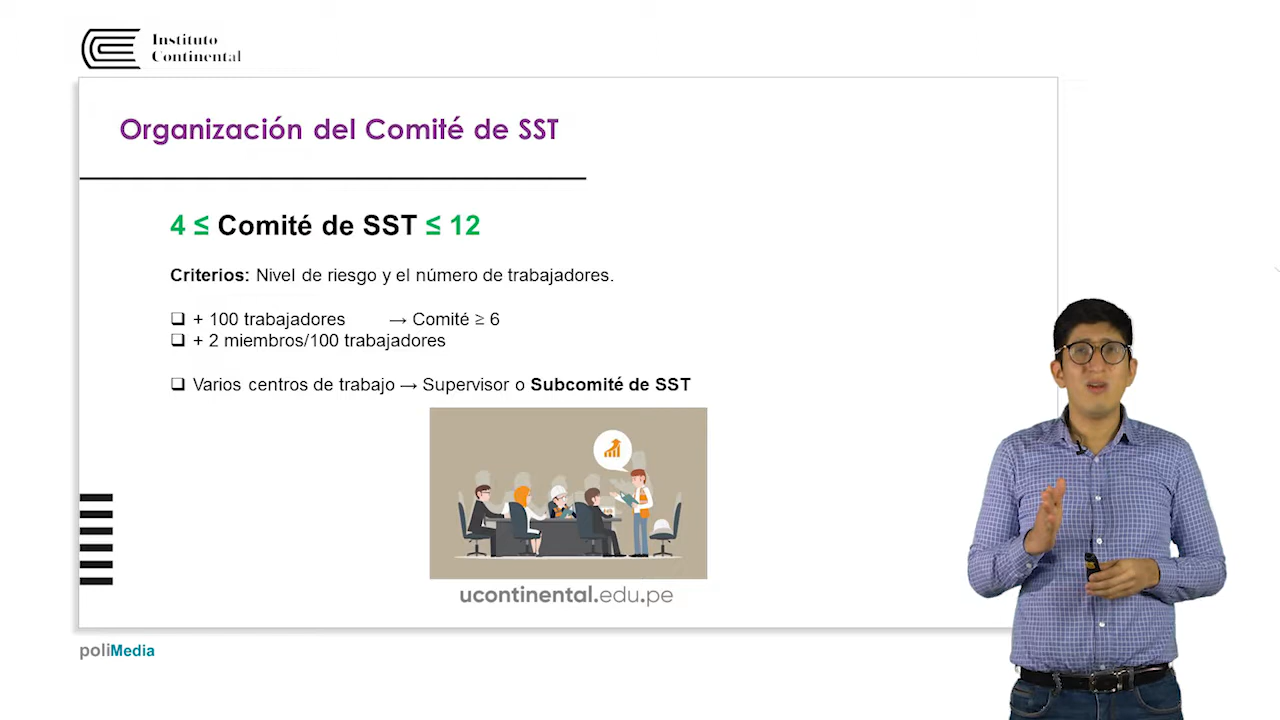 Instituto
Continental
Organización del Comité de SST
4 ≤ Comité de SST ≤ 12
Criterios: Nivel de riesgo y el número de trabajadores.
❑ + 100 trabajadores → Comité ≥ 6
❑ + 2 miembros/100 trabajadores
❑ Varios centros de trabajo → Supervisor o Subcomité de SST
ucontinental.edu.pe
poliMedia